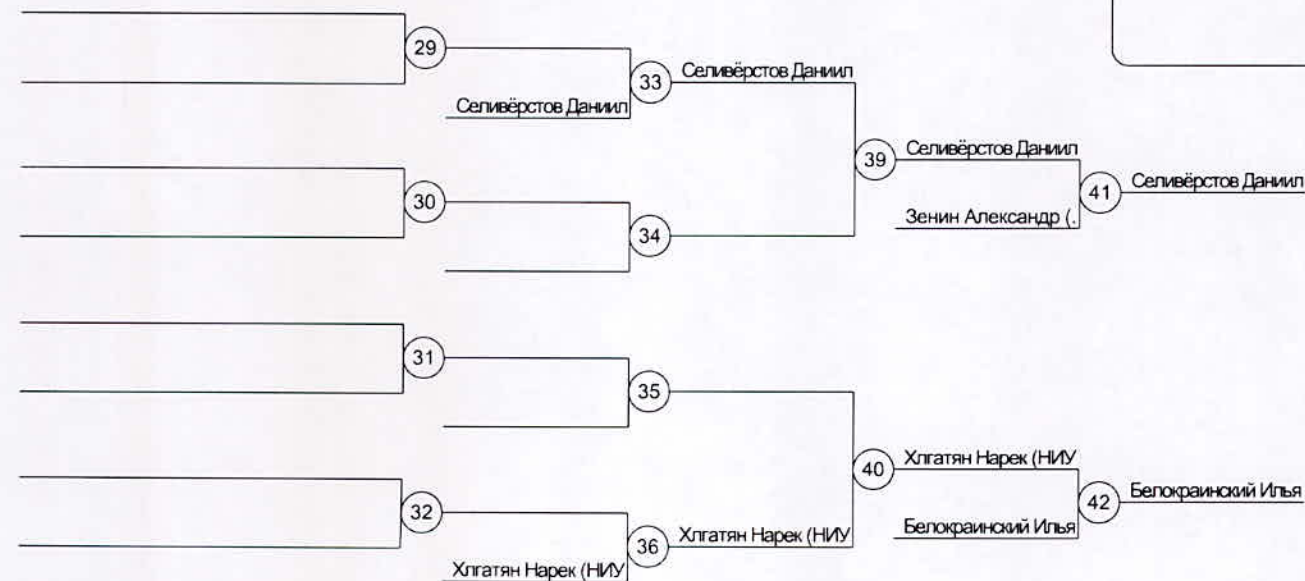 29
33 Селивёрстов Даниил
Селивёрстов Даниил
39 Селивёрстов Даниил
41 Селивёрстов Даниил
30
Зенин Александр (.
34
31
35
40 Хлгатян Нарек (НИУ
42 Белокраинский Илья
32
Белокраинский Илья
36 Хлгатян Нарек (НИУ
Хлгатян Нарек (НИУ